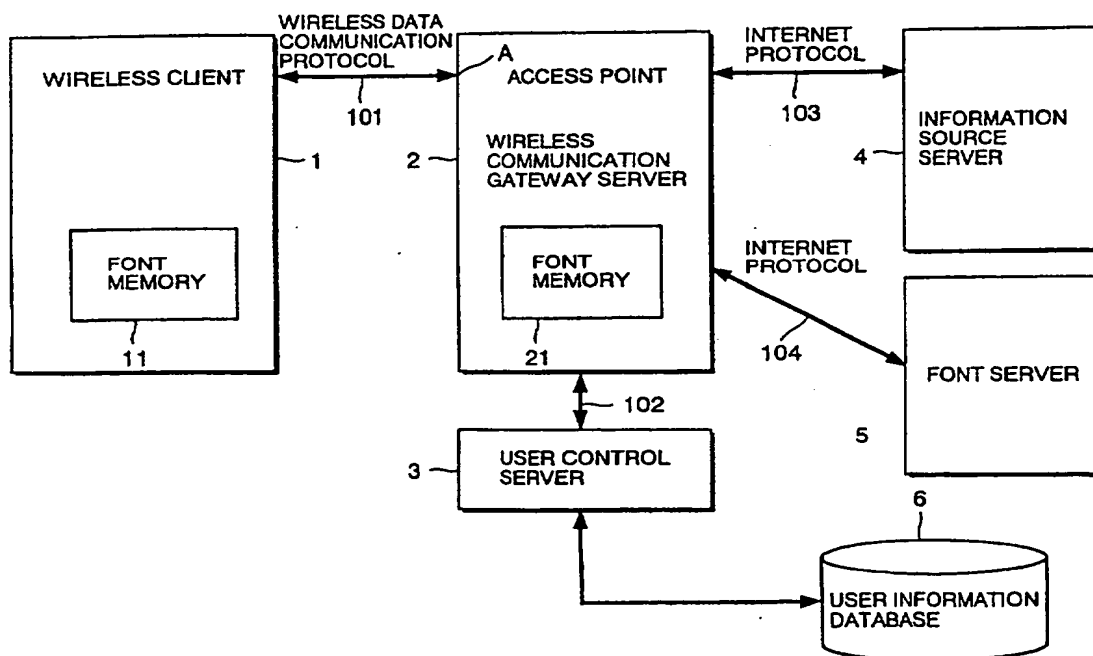 WIRELESS CLIENT
1
FONT
MEMORY
11
WIRELESS DATA
COMMUNICATION
PROTOCOL
101
A
ACCESS POINT
2
WIRELESS
COMMUNICATION
GATEWAY SERVER
FONT
MEMORY
21
INTERNET
PROTOCOL
103
4
INFORMATION
SOURCE
SERVER
INTERNET
PROTOCOL
104
FONT SERVER
5
102
3
USER CONTROL
SERVER
6
USER INFORMATION
DATABASE